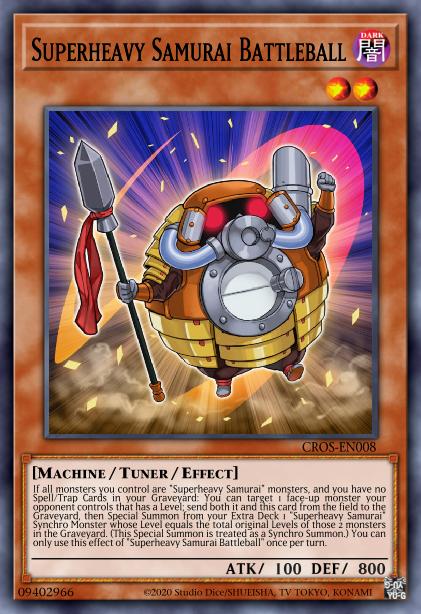 SUPERHEAVY SAMURAI BATTLEBALL
DARK
闇
CROS-EN008
[MACHINE / TUNER / EFFECT]
If all monsters you control are "Superheavy Samurai" monsters, and you have no
Spell/Trap Cards in your Graveyard: You can target 1 face-up monster your
opponent controls that has a Level; send both it and this card from the field to the
Graveyard, then Special Summon from your Extra Deck 1 "Superheavy Samurai"
Synchro Monster whose Level equals the total original Levels of those 2 monsters
in the Graveyard. (This Special Summon is treated as a Synchro Summon.) You can
only use this effect of "Superheavy Samurai Battleball" once per turn.
ATK/ 100 DEF/ 800
09402966
©2020 Studio Dice/SHUEISHA, TV TOKYO, KONAMI